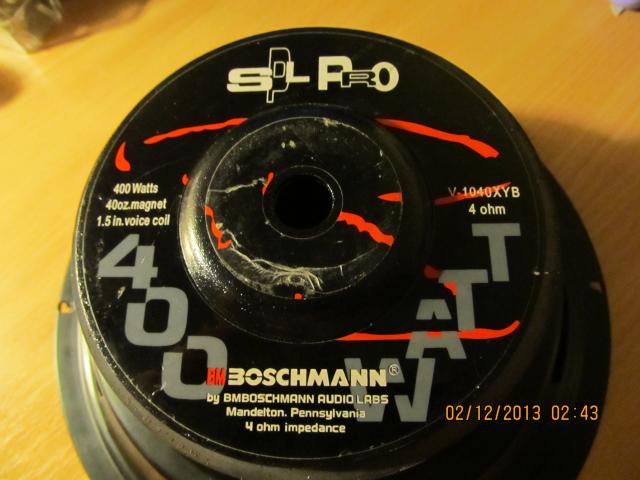 SPL PRO
400 Watts
40oz.magnet
1.5 in.voice coil
V-1040XYB
4 ohm
400 WATT
BM BOSCHMANN®
by BMBOSCHMANN AUDIO LABS
Mandelton. Pennsylvania
4 ohm impedance
02/12/2013 02:43